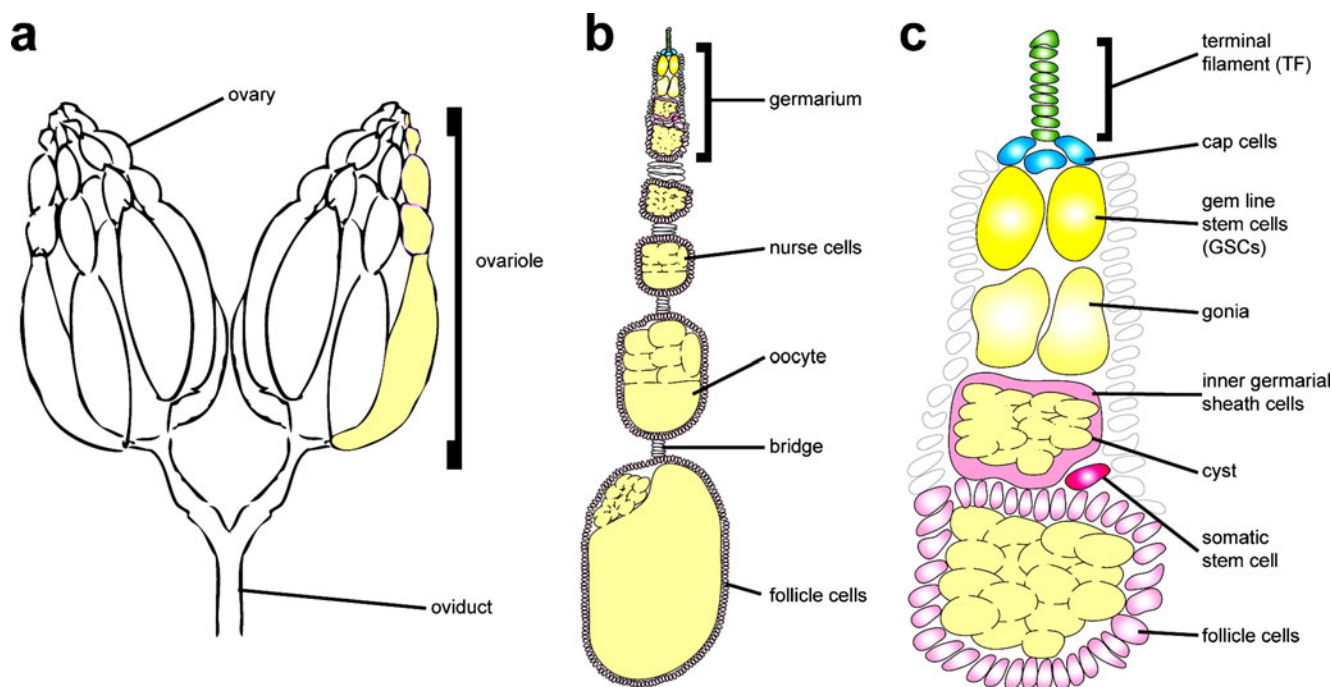 a
ovary
ovariole
oviduct
b
germarium
nurse cells
oocyte
bridge
follicle cells
c
terminal
filament (TF)
cap cells
gem line
stem cells
(GSCs)
gonia
inner germarial
sheath cells
cyst
somatic
stem cell
follicle cells